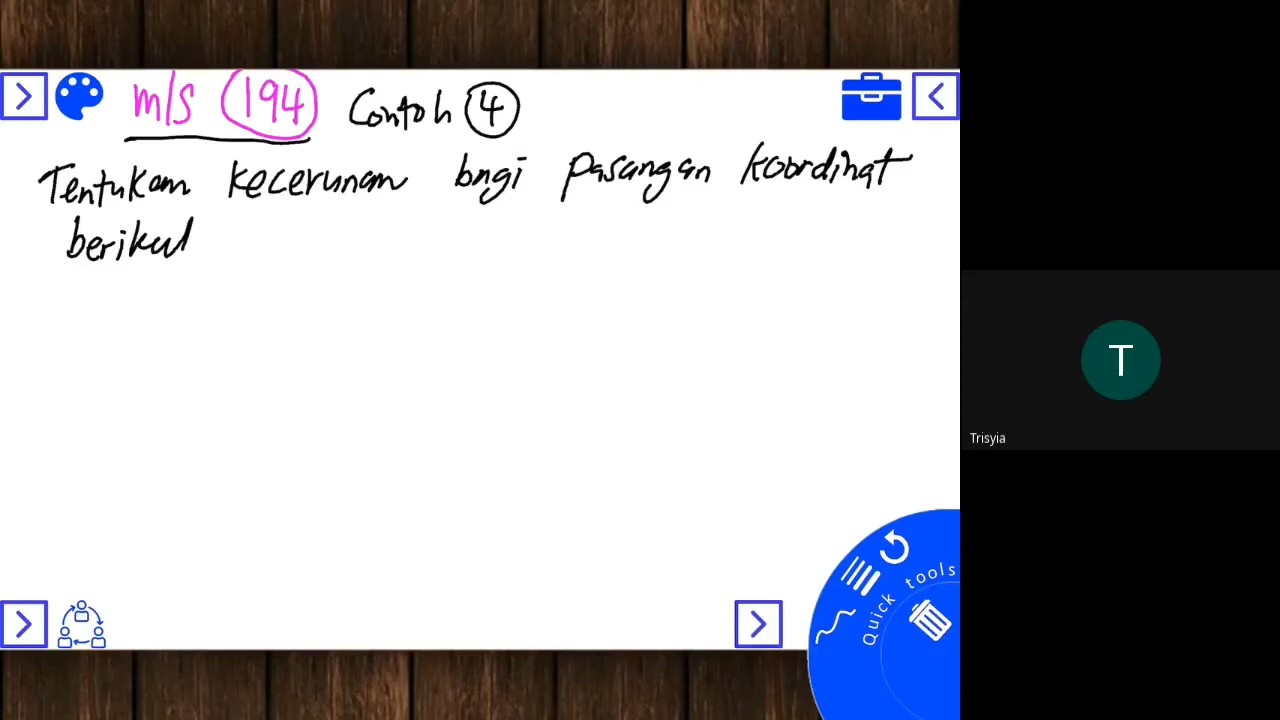 m/s 194 Contoh 4
Tentukan kecerunan bagi pasangan koordinat
berikut
T
Trisyia
Quick tools